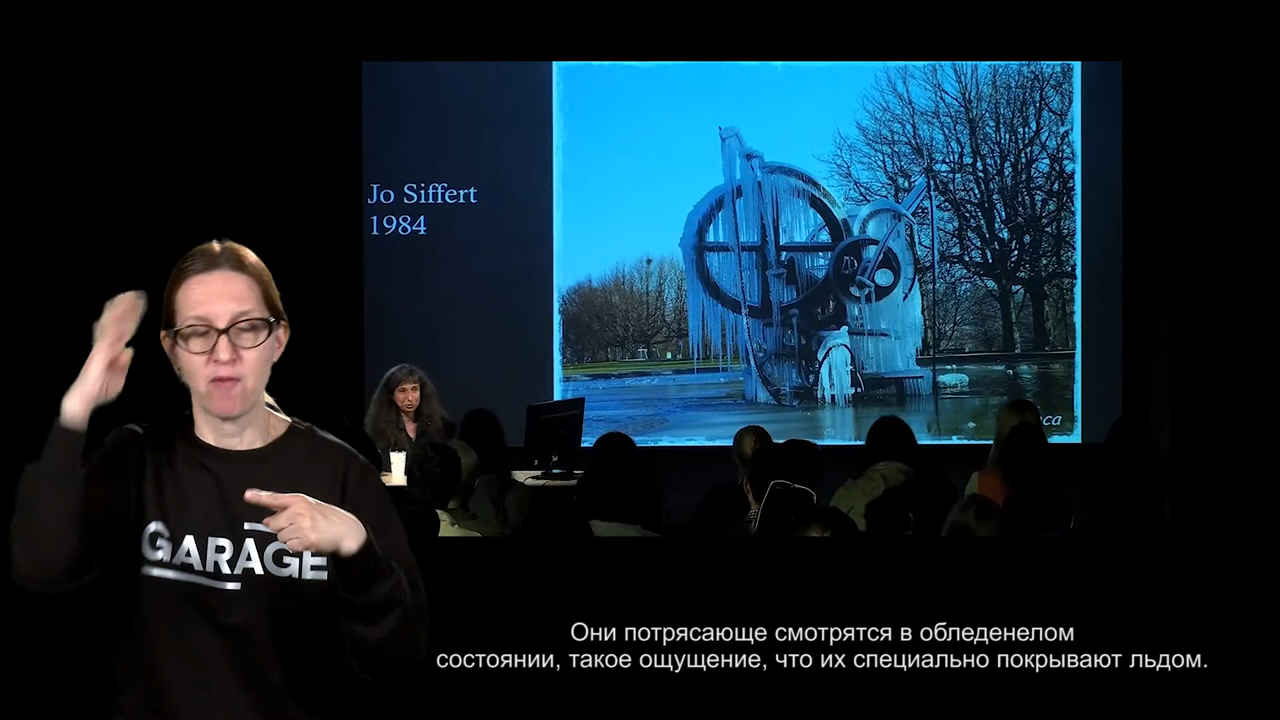 Jo Siffert
1984
GARAGE
Они потрясающе смотрятся в обледенелом
состоянии, такое ощущение, что их специально покрывают льдом.